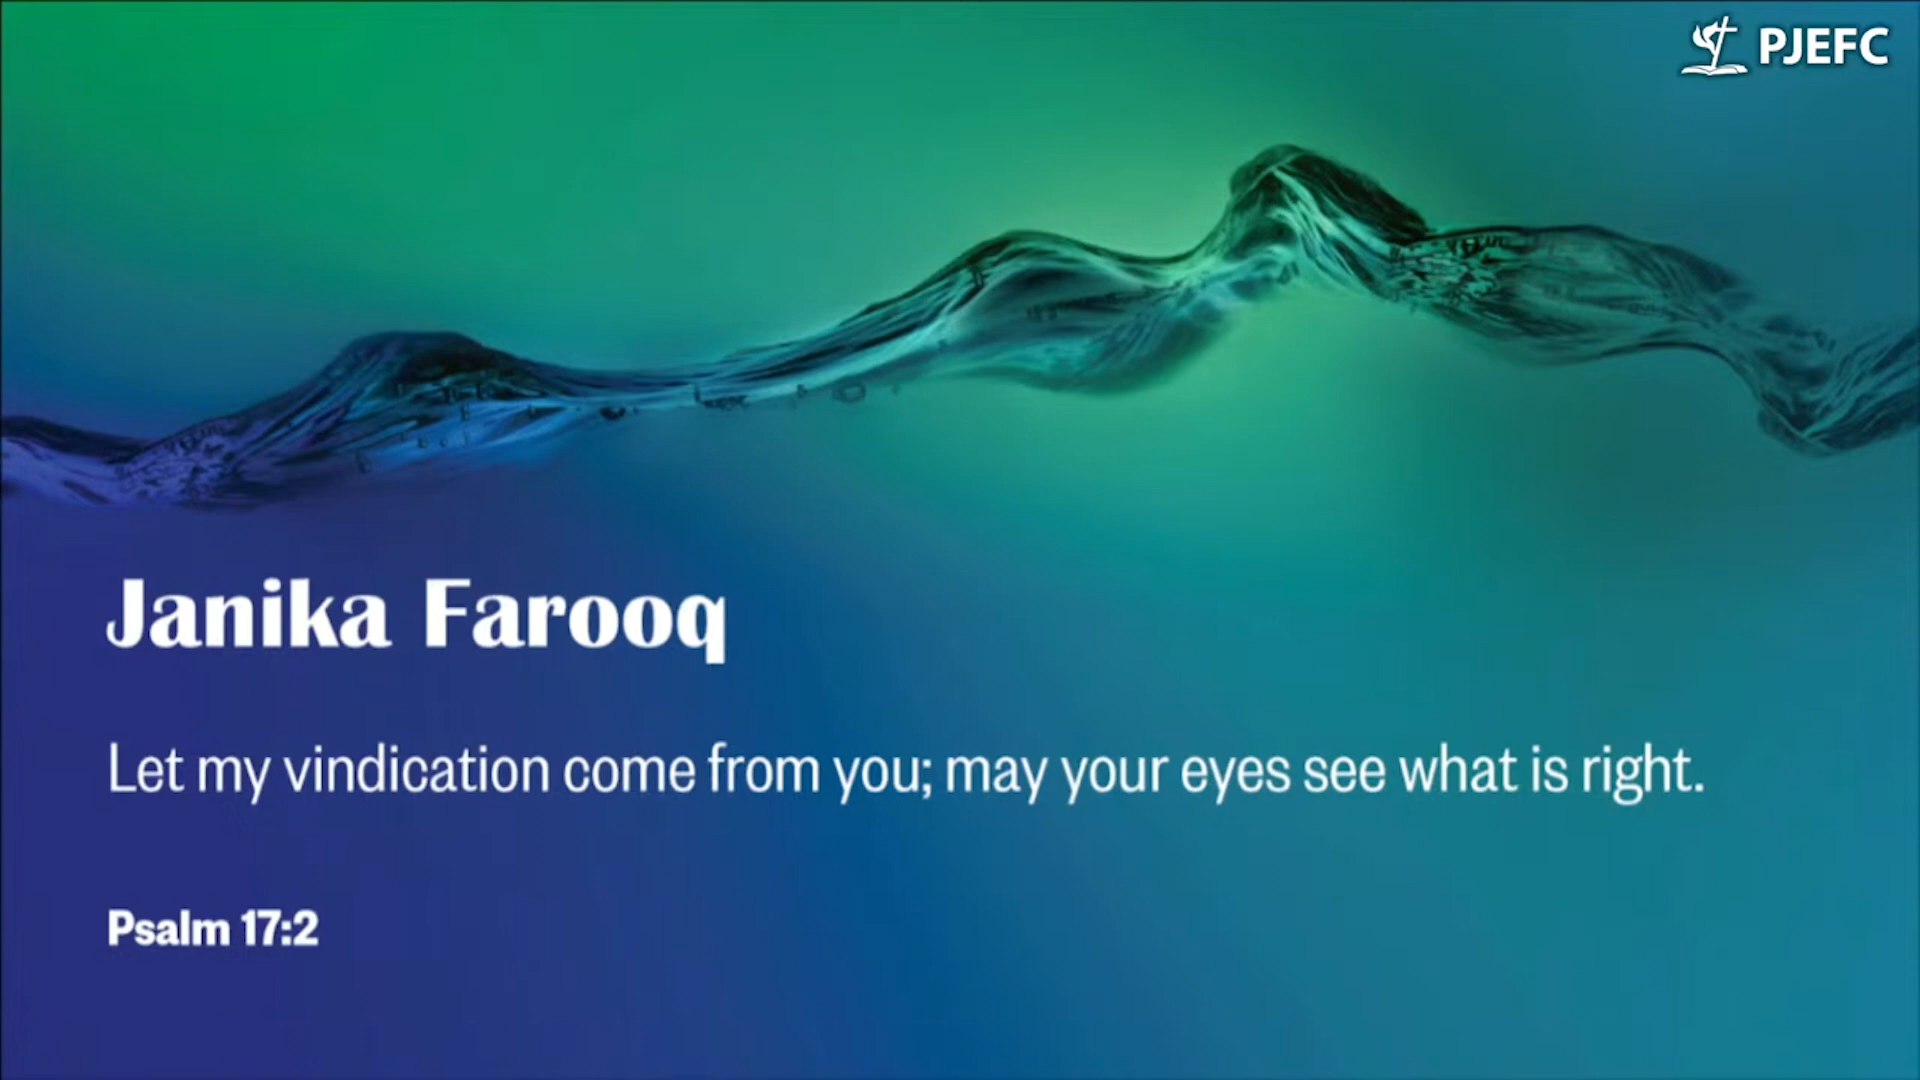 PJEFC
Janika Farooq
Let my vindication come from you; may your eyes see what is right.
Psalm 17:2